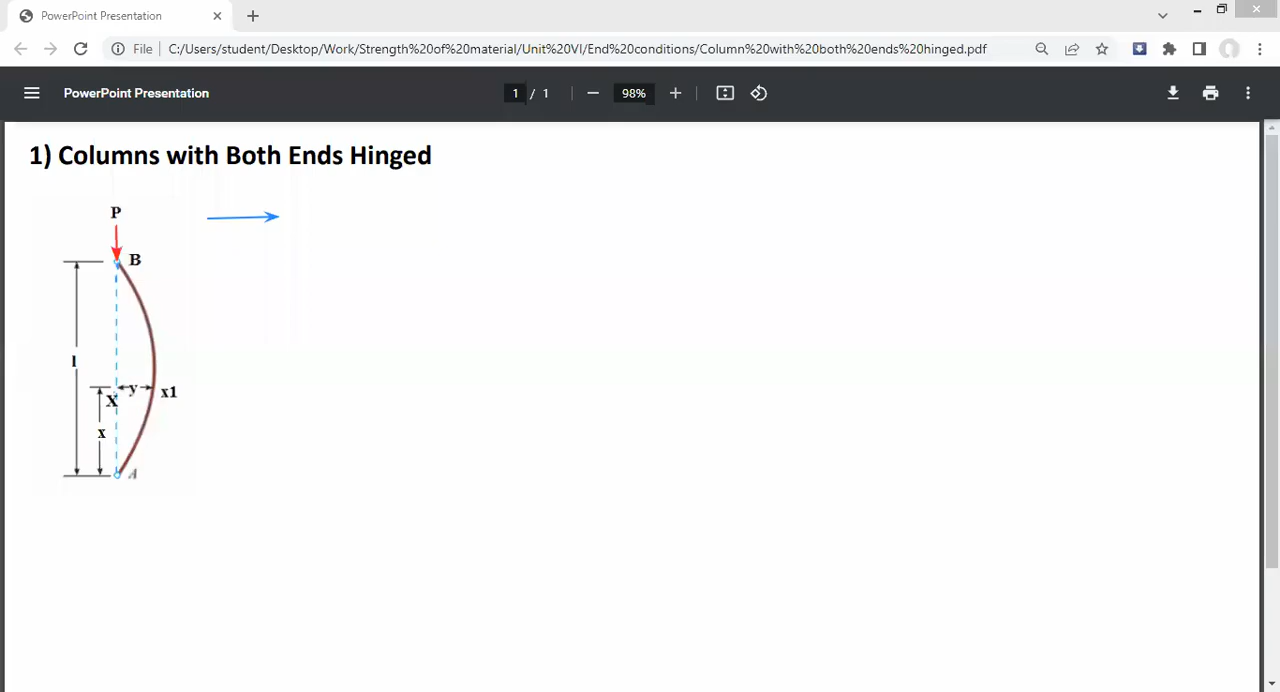 PowerPoint Presentation
File
C:/Users/student/Desktop/Work/Strength%20of%20material/Unit%20VI/End%20conditions/Column%20with%20both%20ends%20hinged.pdf
PowerPoint Presentation
1 / 1
98%
1) Columns with Both Ends Hinged
P
B
l
y
X
x1
x
A